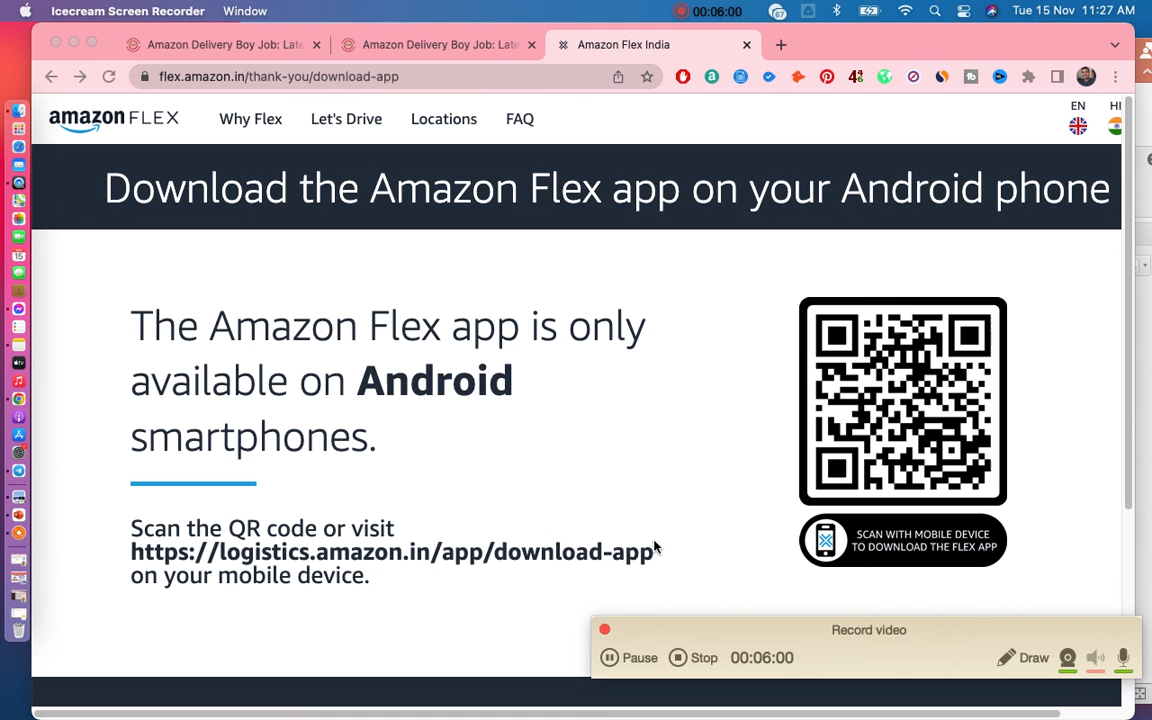 Icecream Screen Recorder Window 00:06:00 67 Tue 15 Nov 11:27 AM
Amazon Delivery Boy Job: Late Amazon Delivery Boy Job: Late Amazon Flex India
flex.amazon.in/thank-you/download-app
amazon FLEX Why Flex Let's Drive Locations FAQ EN HI
Download the Amazon Flex app on your Android phone
The Amazon Flex app is only
available on Android
smartphones.
Scan the QR code or visit
https://logistics.amazon.in/app/download-app
on your mobile device.
SCAN WITH MOBILE DEVICE
TO DOWNLOAD THE FLEX APP
Record video
Pause Stop 00:06:00 Draw